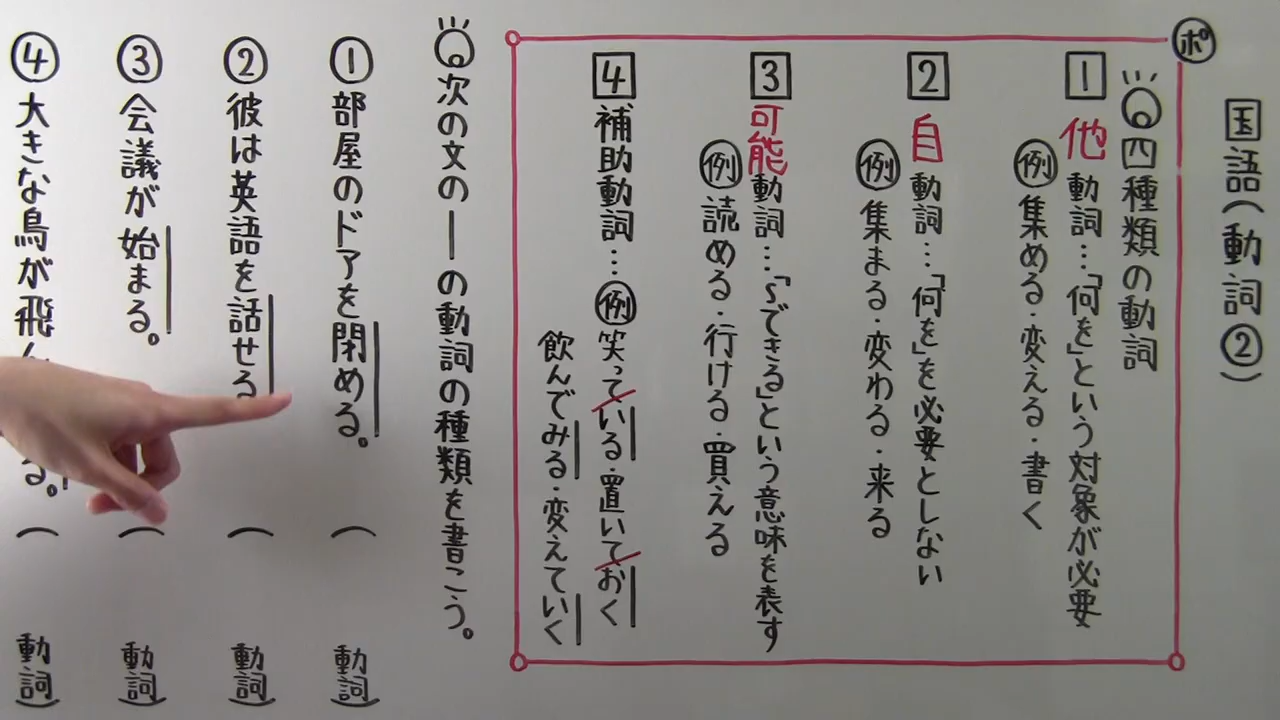 国語(動詞②)
ポ
四種類の動詞
1 他動詞…「何を」という対象が必要
例 集める・変える・書く
2 自動詞…「何を」を必要としない
例 集まる・変わる・来る
3 可能動詞…「〜できる」という意味を表す
例 読める・行ける・買える
4 補助動詞…例 笑っている・置いておく
飲んでみる・変えていく
次の文の―の動詞の種類を書こう。
① 部屋のドアを閉める。( 動詞)
② 彼は英語を話せる ( 動詞)
③ 会議が始まる。( 動詞)
④ 大きな鳥が飛ん る。( 動詞)